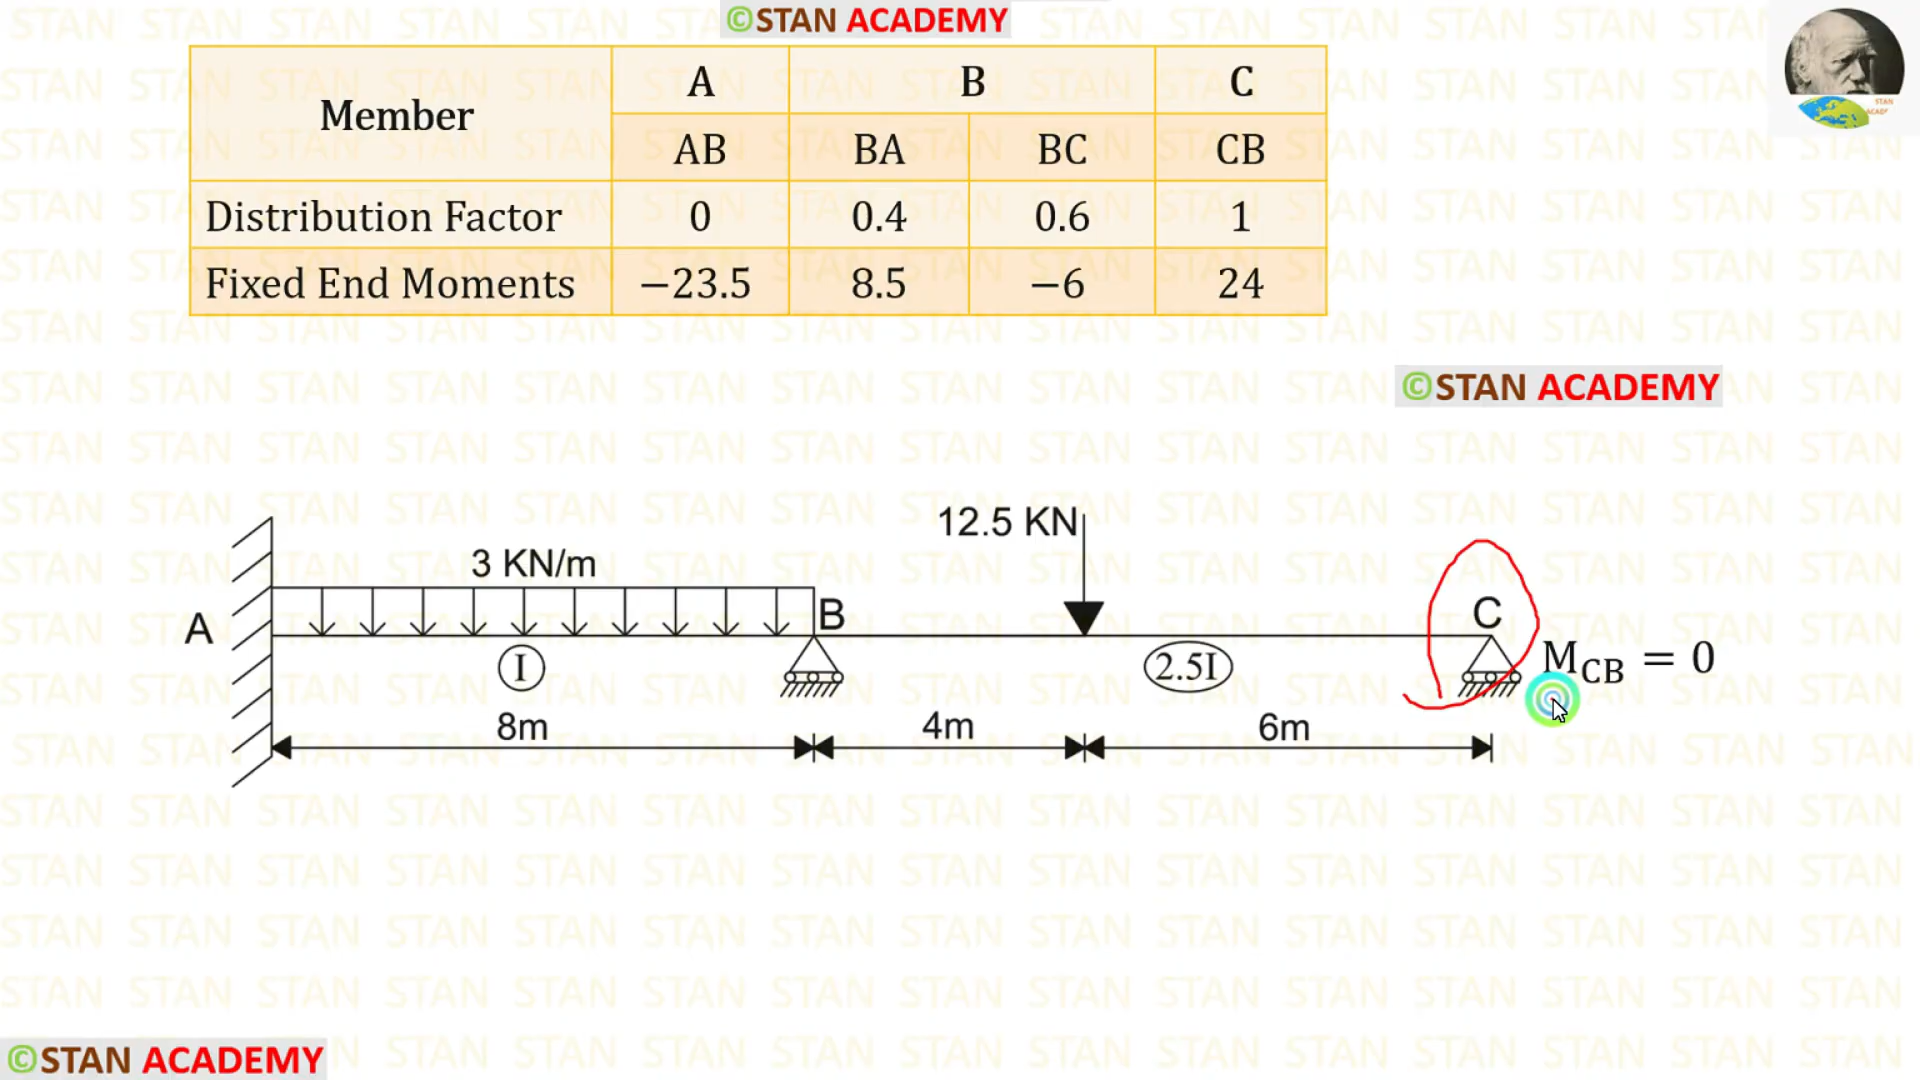 ©STAN ACADEMY
Member A B C
AB BA BC CB
Distribution Factor 0 0.4 0.6 1
Fixed End Moments −23.5 8.5 −6 24
©STAN ACADEMY
12.5 KN
3 KN/m
A B C
I 2.5I M_CB = 0
8m 4m 6m
©STAN ACADEMY